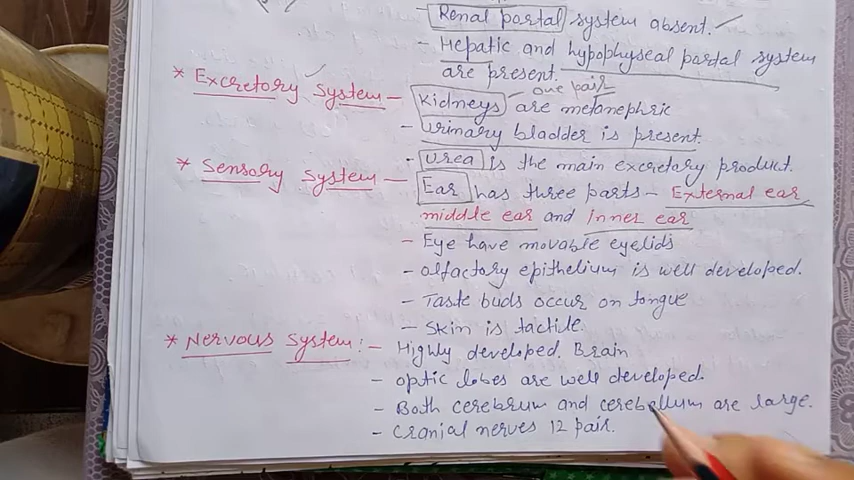 - Renal portal system absent.
- Hepatic and hypophyseal portal system
are present.
* Excretory System - Kidneys - one pair are metanephric
- Urinary bladder is present.
- Urea is the main excretary product.
* Sensory System - Ear has three parts - External ear
middle ear and inner ear
- Eye have movable eyelids
- Olfactory epithelium is well developed.
- Taste buds occur on tongue
- Skin is tactile.
* Nervous System :- Highly developed Brain
- optic lobes are well developed.
- Both cerebrum and cerebellum are large.
- Cranial nerves 12 pair.